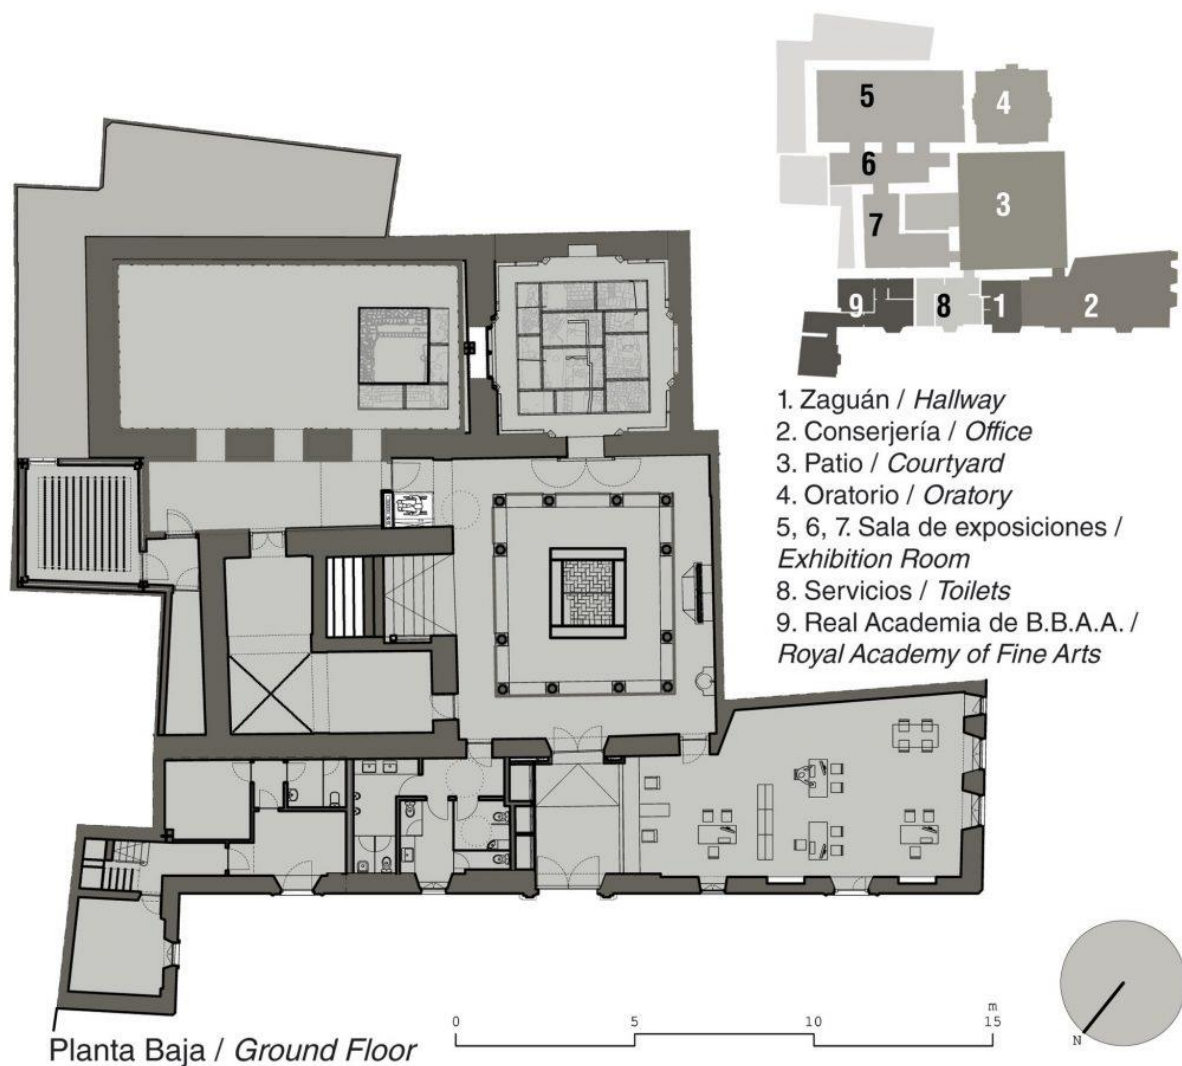 5
4
6
3
7
9
8
1
2
1. Zaguán / Hallway
2. Conserjería / Office
3. Patio / Courtyard
4. Oratorio / Oratory
5, 6, 7. Sala de exposiciones /
Exhibition Room
8. Servicios / Toilets
9. Real Academia de B.B.A.A. /
Royal Academy of Fine Arts
m
0 5 10 15
N
Planta Baja / Ground Floor